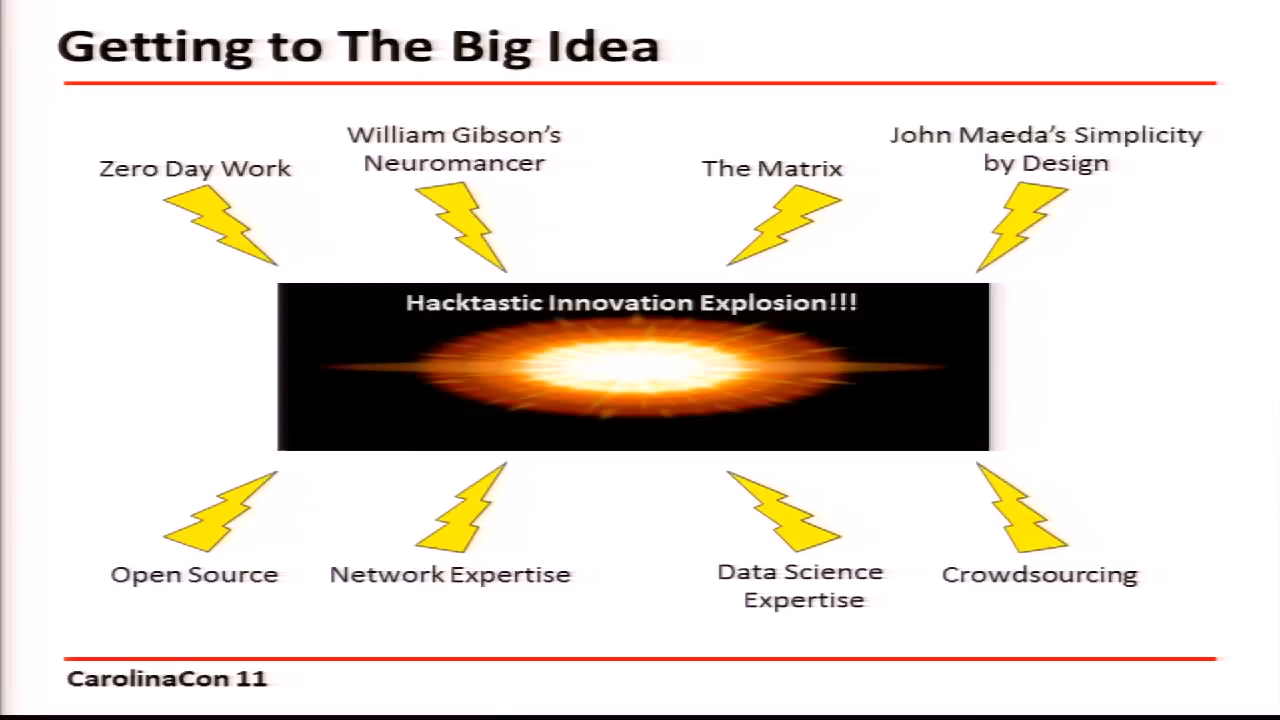 Getting to The Big Idea
Zero Day Work
William Gibson's
Neuromancer
The Matrix
John Maeda's Simplicity
by Design
Hacktastic Innovation Explosion!!!
Open Source
Network Expertise
Data Science
Expertise
Crowdsourcing
CarolinaCon 11